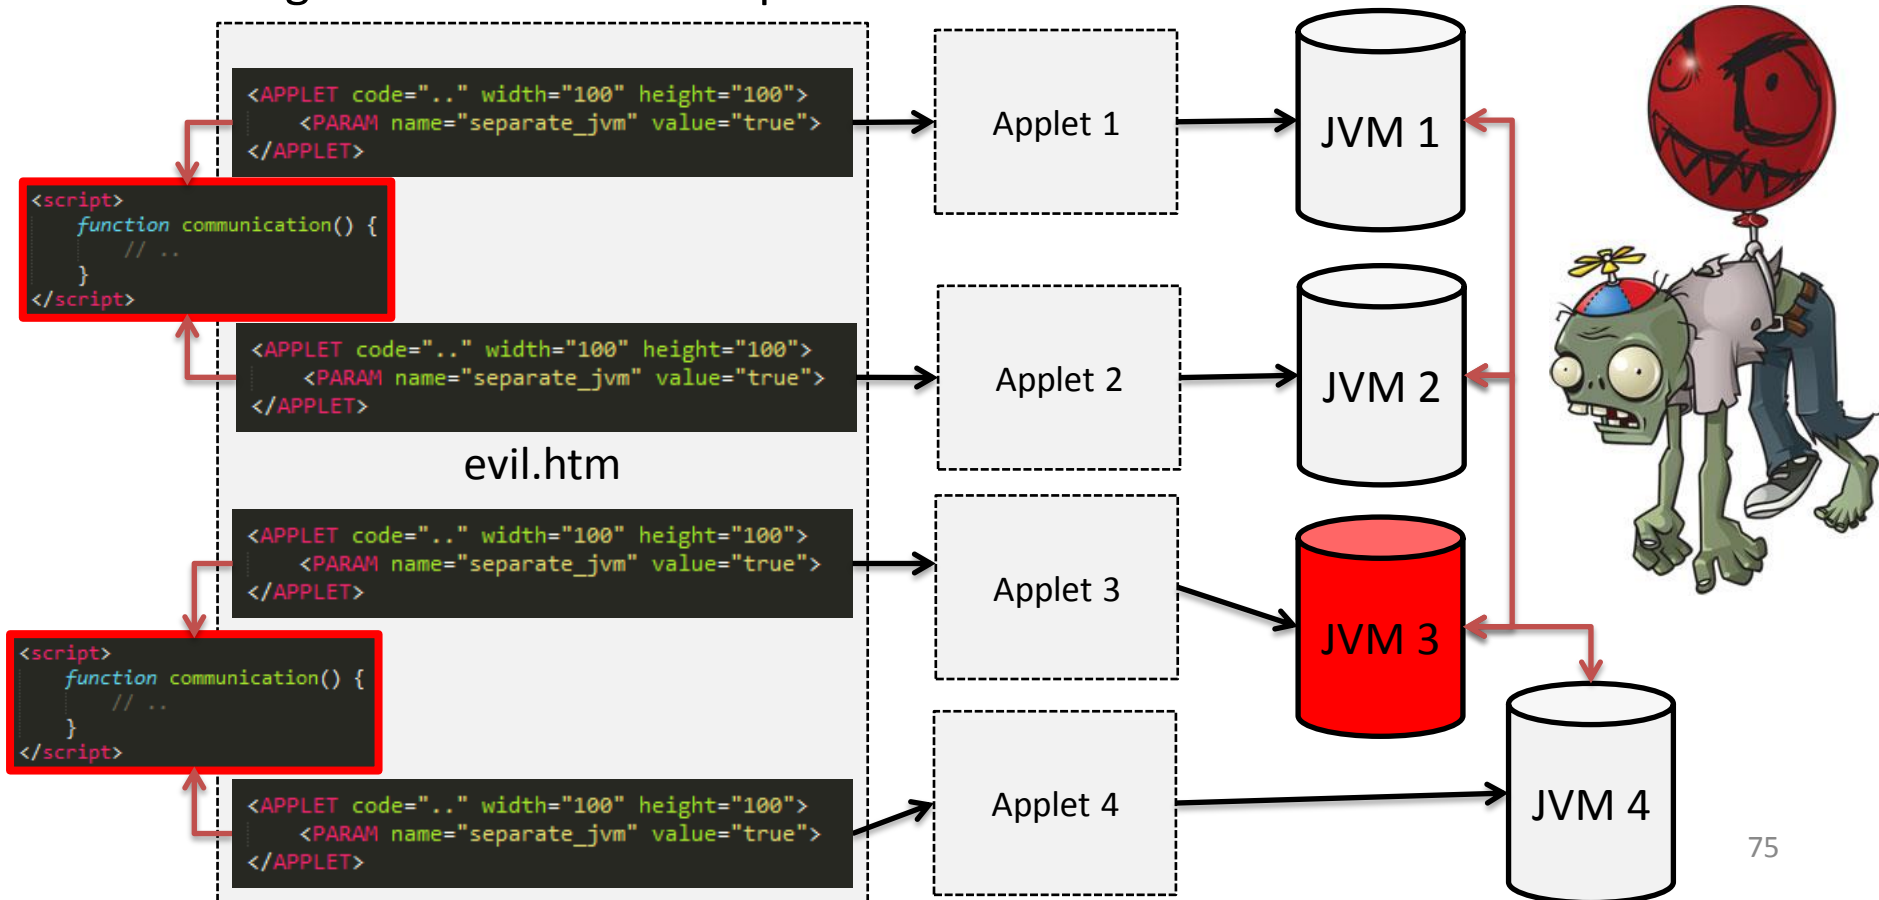 <APPLET code=".." width="100" height="100">
<PARAM name="separate_jvm" value="true">
</APPLET>
Applet 1
JVM 1
<script>
function communication() {
// ..
}
</script>
<APPLET code=".." width="100" height="100">
<PARAM name="separate_jvm" value="true">
</APPLET>
Applet 2
JVM 2
evil.htm
<APPLET code=".." width="100" height="100">
<PARAM name="separate_jvm" value="true">
</APPLET>
Applet 3
JVM 3
<script>
function communication() {
// ..
}
</script>
<APPLET code=".." width="100" height="100">
<PARAM name="separate_jvm" value="true">
</APPLET>
Applet 4
JVM 4
75